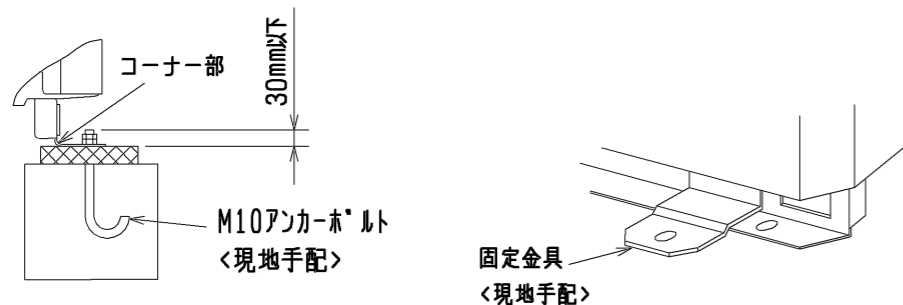 コーナー部
30mm以下
M10アンカーボルト
<現地手配>
固定金具
<現地手配>